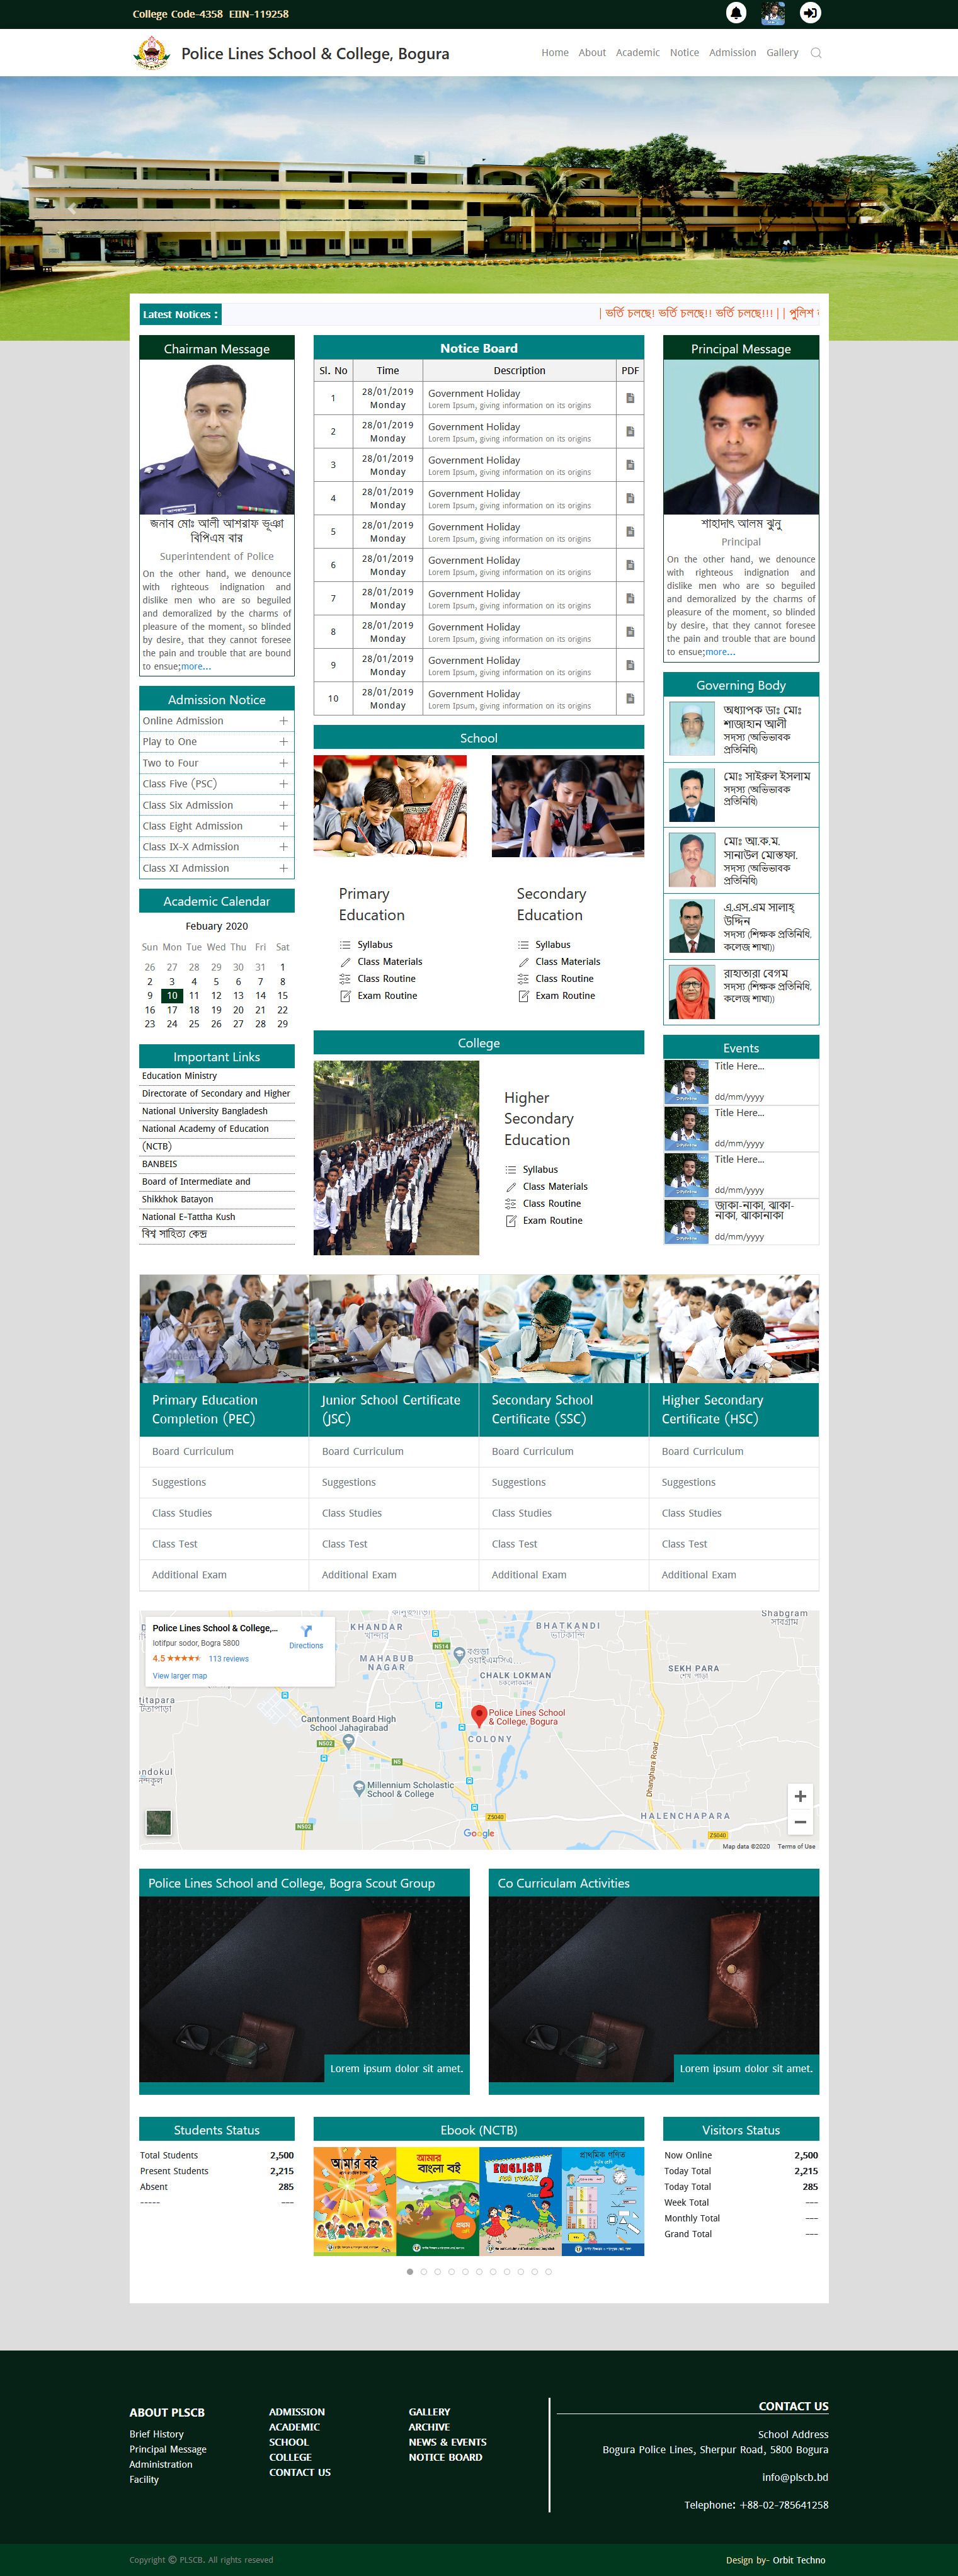 College Code-4358 EIIN-119258
Police Lines School & College, Bogura
Home About Academic Notice Admission Gallery
Latest Notices :
| ভর্তি চলছে! ভর্তি চলছে!! ভর্তি চলছে!!! | | পুলিশ
Chairman Message
জনাব মোঃ আলী আশরাফ ভূঞা
বিপিএম বার
Superintendent of Police
On the other hand, we denounce
with righteous indignation and
dislike men who are so beguiled
and demoralized by the charms of
pleasure of the moment, so blinded
by desire, that they cannot foresee
the pain and trouble that are bound
to ensue;more...
Admission Notice
Online Admission
Play to One
Two to Four
Class Five (PSC)
Class Six Admission
Class Eight Admission
Class IX-X Admission
Class XI Admission
Academic Calendar
Febuary 2020
Sun Mon Tue Wed Thu Fri Sat
26 27 28 29 30 31 1
2 3 4 5 6 7 8
9 10 11 12 13 14 15
16 17 18 19 20 21 22
23 24 25 26 27 28 29
Important Links
Education Ministry
Directorate of Secondary and Higher
National University Bangladesh
National Academy of Education
(NCTB)
BANBEIS
Board of Intermediate and
Shikkhok Batayon
National E-Tattha Kush
বিশ্ব সাহিত্য কেন্দ্র
Notice Board
Sl. No Time Description PDF
1 28/01/2019 Monday Government Holiday
Lorem Ipsum, giving information on its origins
2 28/01/2019 Monday Government Holiday
Lorem Ipsum, giving information on its origins
3 28/01/2019 Monday Government Holiday
Lorem Ipsum, giving information on its origins
4 28/01/2019 Monday Government Holiday
Lorem Ipsum, giving information on its origins
5 28/01/2019 Monday Government Holiday
Lorem Ipsum, giving information on its origins
6 28/01/2019 Monday Government Holiday
Lorem Ipsum, giving information on its origins
7 28/01/2019 Monday Government Holiday
Lorem Ipsum, giving information on its origins
8 28/01/2019 Monday Government Holiday
Lorem Ipsum, giving information on its origins
9 28/01/2019 Monday Government Holiday
Lorem Ipsum, giving information on its origins
10 28/01/2019 Monday Government Holiday
Lorem Ipsum, giving information on its origins
School
Primary
Education
Syllabus
Class Materials
Class Routine
Exam Routine
Secondary
Education
Syllabus
Class Materials
Class Routine
Exam Routine
College
Higher
Secondary
Education
Syllabus
Class Materials
Class Routine
Exam Routine
Principal Message
শাহাদাৎ আলম ঝুনু
Principal
On the other hand, we denounce
with righteous indignation and
dislike men who are so beguiled
and demoralized by the charms of
pleasure of the moment, so blinded
by desire, that they cannot foresee
the pain and trouble that are bound
to ensue;more...
Governing Body
অধ্যাপক ডাঃ মোঃ
শাজাহান আলী
সদস্য (অভিভাবক
প্রতিনিধি)
মোঃ সাইরুল ইসলাম
সদস্য (অভিভাবক
প্রতিনিধি)
মোঃ আ.ক.ম.
সানাউল মোস্তফা.
সদস্য (অভিভাবক
প্রতিনিধি)
এ.এস.এম সালাহ্
উদ্দিন
সদস্য (শিক্ষক প্রতিনিধি.
কলেজ শাখা))
রাহাতারা বেগম
সদস্য (শিক্ষক প্রতিনিধি.
কলেজ শাখা))
Events
Title Here...
dd/mm/yyyy
Title Here...
dd/mm/yyyy
Title Here...
dd/mm/yyyy
জাকা-নাকা, ঝাকা-
নাকা, ঝাকানাকা
dd/mm/yyyy
Primary Education
Completion (PEC)
Board Curriculum
Suggestions
Class Studies
Class Test
Additional Exam
Junior School Certificate
(JSC)
Board Curriculum
Suggestions
Class Studies
Class Test
Additional Exam
Secondary School
Certificate (SSC)
Board Curriculum
Suggestions
Class Studies
Class Test
Additional Exam
Higher Secondary
Certificate (HSC)
Board Curriculum
Suggestions
Class Studies
Class Test
Additional Exam
Police Lines School & College,...
lotifpur sodor, Bogra 5800
4.5 113 reviews
View larger map
Directions
KHANDAR
খান্দার
MAHABUB
NAGAR
N514
বগুড়া
BHATKANDI
ভাটকান্দি
CHALK LOKMAN
চকলোকমান
Shabgram
সাবগ্রাম
SEKH PARA
শেখ পাড়া
titapara
Cantonment Board High
School Jahagirabad
N502
N5
Police Lines School
& College, Bogura
COLONY
Millennium Scholastic
School & College
ondokul
Dhanghara Road
HALENCHAPARA
Z5040
Z5040
N502
Google
Map data ©2020 Terms of Use
Police Lines School and College, Bogra Scout Group
Lorem ipsum dolor sit amet.
Co Curriculam Activities
Lorem ipsum dolor sit amet.
Students Status
Total Students 2,500
Present Students 2,215
Absent 285
----- ---
Ebook (NCTB)
আমার বই
আমার
বাংলা বই
প্রথম
ENGLISH
FOR TODAY
Class 2
প্রাথমিক গণিত
Visitors Status
Now Online 2,500
Today Total 2,215
Today Total 285
Week Total ---
Monthly Total ---
Grand Total ---
ABOUT PLSCB
Brief History
Principal Message
Administration
Facility
ADMISSION
ACADEMIC
SCHOOL
COLLEGE
CONTACT US
GALLERY
ARCHIVE
NEWS & EVENTS
NOTICE BOARD
CONTACT US
School Address
Bogura Police Lines, Sherpur Road, 5800 Bogura
info@plscb.bd
Telephone: +88-02-785641258
Copyright © PLSCB. All rights reseved
Design by- Orbit Techno